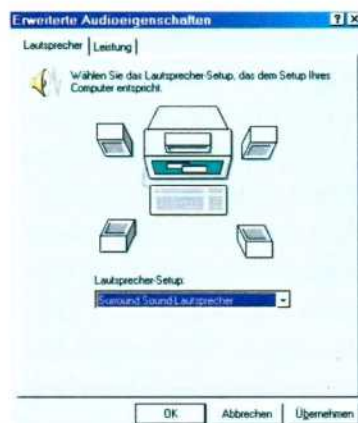 Erweiterte Audioeigenschaften
Lautsprecher
Leistung
Wählen Sie das Lautsprecher-Setup, das dem Setup Ihres
Computer entspricht.
Lautsprecher-Setup:
Surround Sound Lautsprecher
OK
Abbrechen
Übernehmen